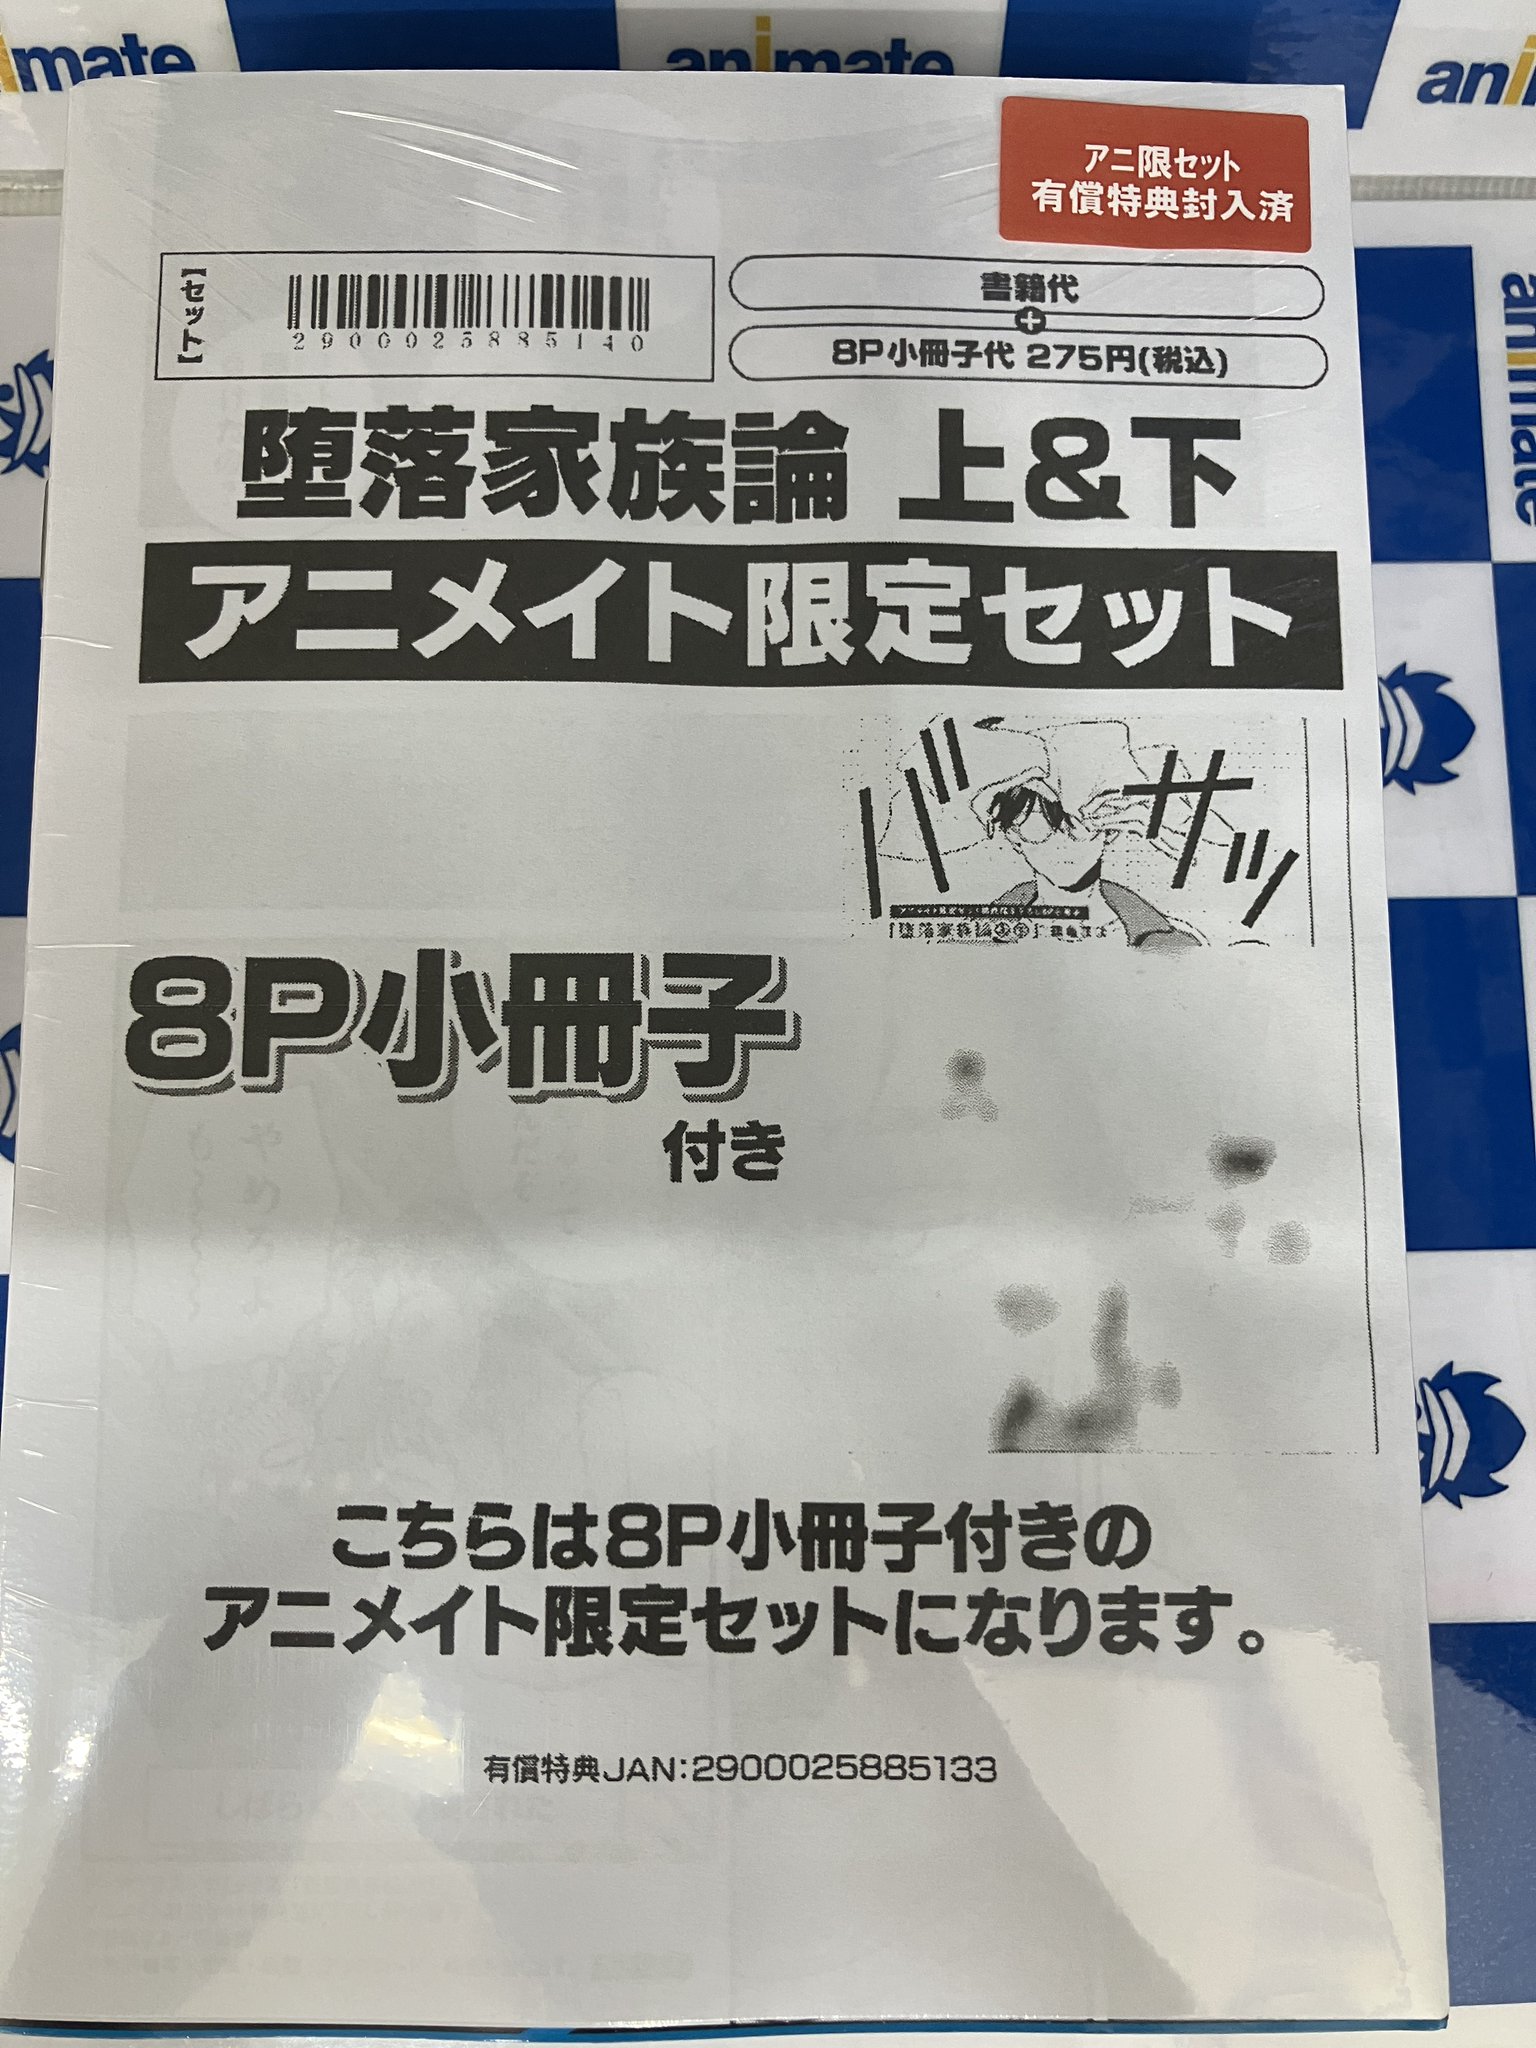 animate
animate
アニ限セット
有償特典封入済
【セット】
2900025885140
書籍代
+
8P小冊子代 275円(税込)
堕落家族論 上&下
アニメイト限定セット
バサッ
8P小冊子
付き
こちらは8P小冊子付きの
アニメイト限定セットになります。
有償特典JAN:2900025885133
animate